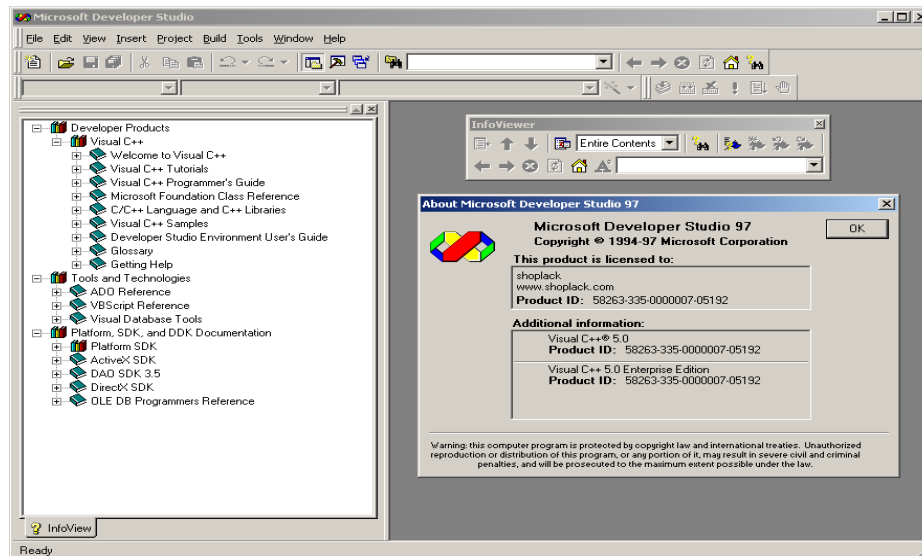 Microsoft Developer Studio
File Edit View Insert Project Build Tools Window Help
InfoViewer
Entire Contents
Developer Products
Visual C++
Welcome to Visual C++
Visual C++ Tutorials
Visual C++ Programmer's Guide
Microsoft Foundation Class Reference
C/C++ Language and C++ Libraries
Visual C++ Samples
Developer Studio Environment User's Guide
Glossary
Getting Help
Tools and Technologies
ADO Reference
VBScript Reference
Visual Database Tools
Platform, SDK, and DDK Documentation
Platform SDK
ActiveX SDK
DAO SDK 3.5
DirectX SDK
OLE DB Programmers Reference
About Microsoft Developer Studio 97
Microsoft Developer Studio 97
Copyright © 1994-97 Microsoft Corporation
OK
This product is licensed to:
shoplack
www.shoplack.com
Product ID: 58263-335-0000007-05192
Additional information:
Visual C++® 5.0
Product ID: 58263-335-0000007-05192
Visual C++ 5.0 Enterprise Edition
Product ID: 58263-335-0000007-05192
Warning: this computer program is protected by copyright law and international treaties. Unauthorized
reproduction or distribution of this program, or any portion of it, may result in severe civil and criminal
penalties, and will be prosecuted to the maximum extent possible under the law.
InfoView
Ready